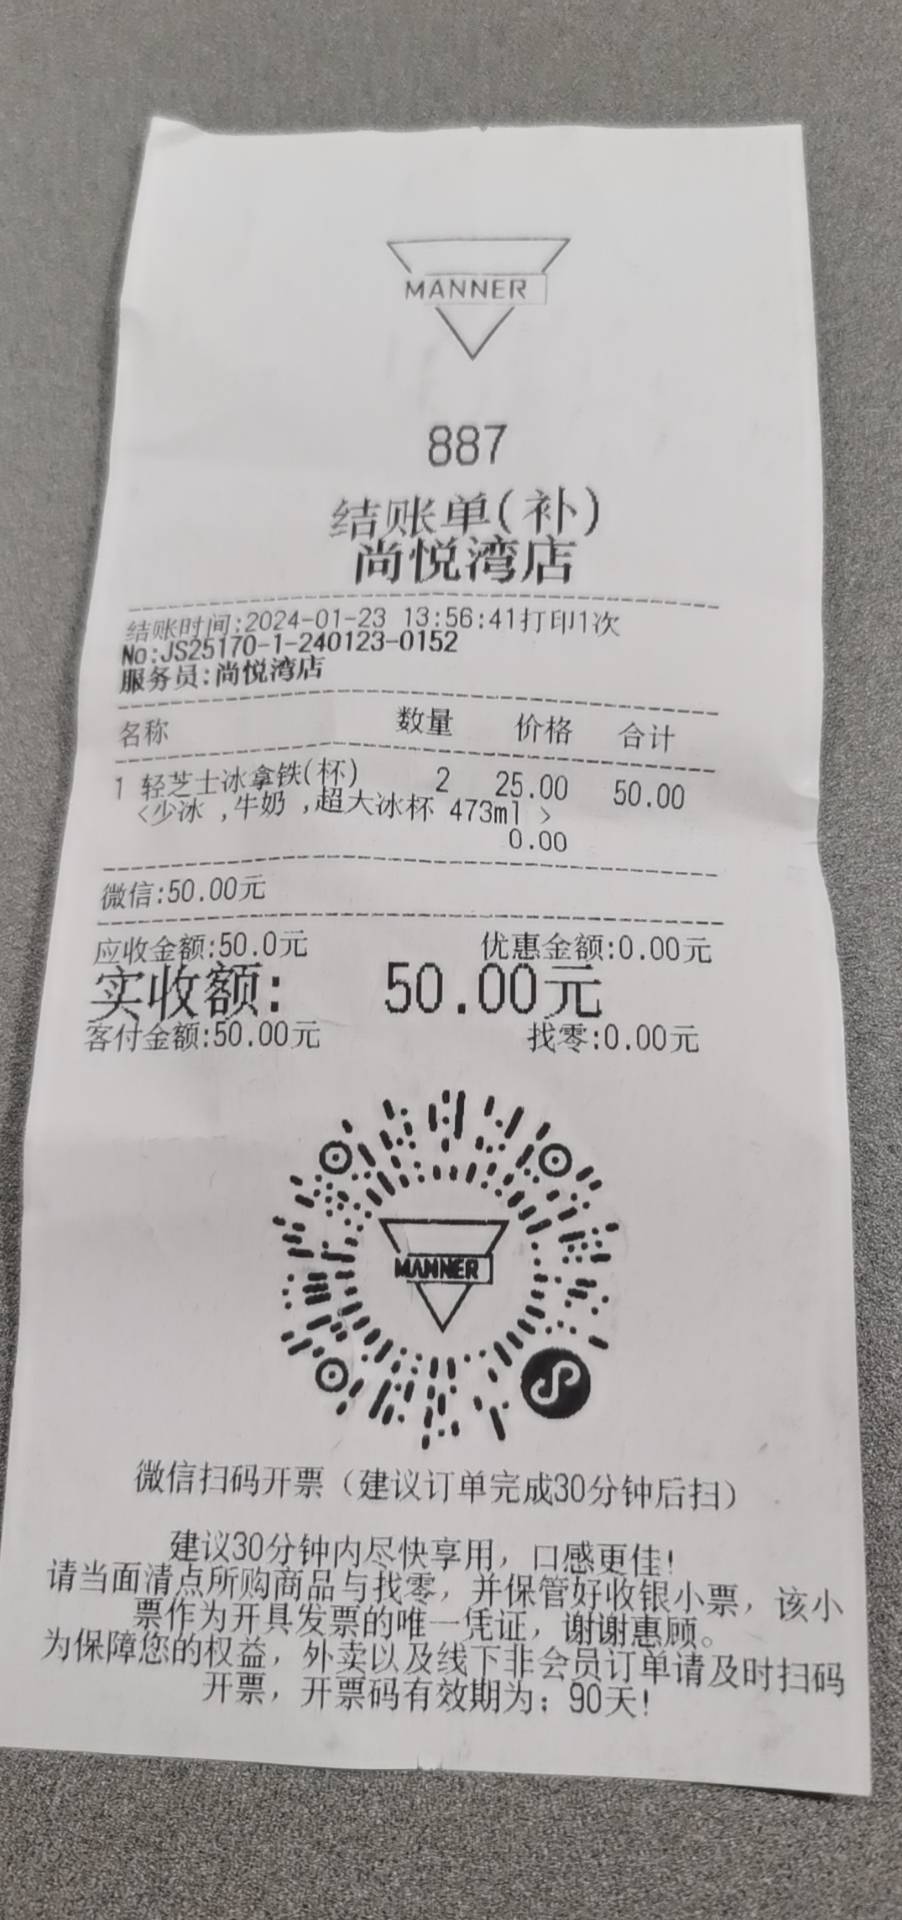 MANNER
887
结账单(补)
尚悦湾店
结账时间:2024-01-23 13:56:41打印1次
No:JS25170-1-240123-0152
服务员:尚悦湾店
名称 数量 价格 合计
1 轻芝士冰拿铁(杯) 2 25.00 50.00
<少冰 ,牛奶 ,超大冰杯 473ml >
0.00
微信:50.00元
应收金额:50.0元 优惠金额:0.00元
实收额: 50.00元
客付金额:50.00元 找零:0.00元
MANNER
微信扫码开票（建议订单完成30分钟后扫）
建议30分钟内尽快享用，口感更佳!
请当面清点所购商品与找零，并保管好收银小票，该小
票作为开具发票的唯一凭证，谢谢惠顾。
为保障您的权益，外卖以及线下非会员订单请及时扫码
开票，开票码有效期为：90天!